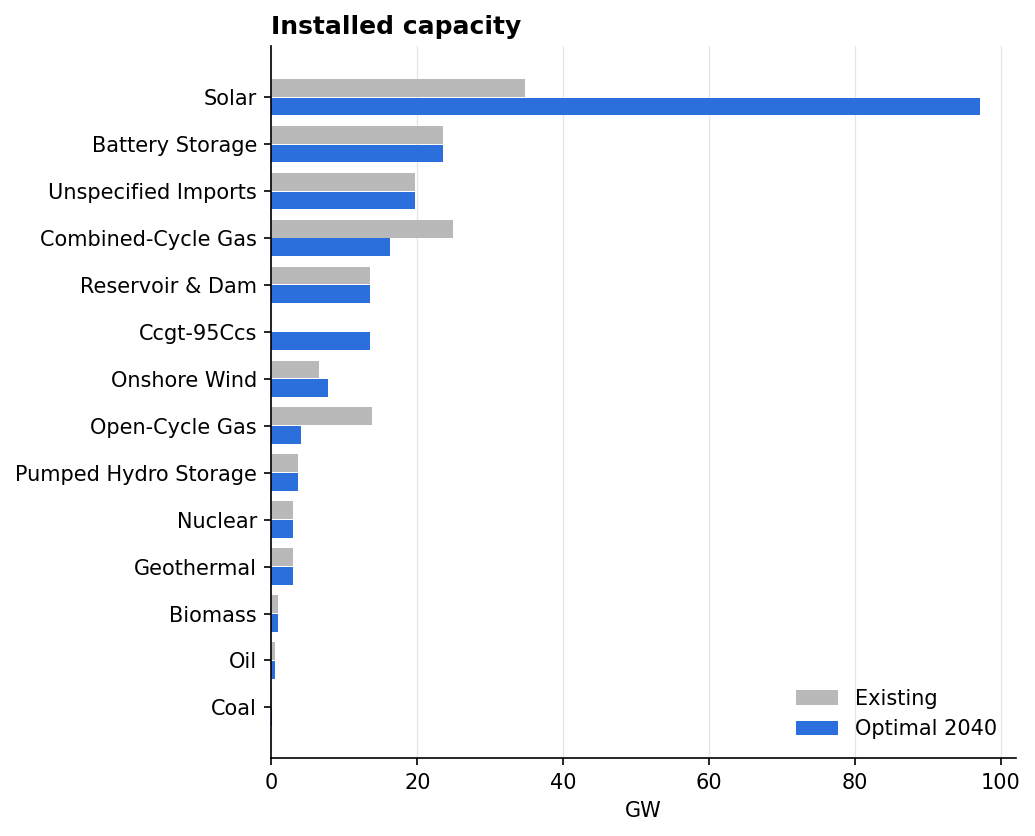 Installed capacity
Solar
Battery Storage
Unspecified Imports
Combined-Cycle Gas
Reservoir & Dam
Ccgt-95Ccs
Onshore Wind
Open-Cycle Gas
Pumped Hydro Storage
Nuclear
Geothermal
Biomass
Oil
Coal
Existing
Optimal 2040
0 20 40 60 80 100
GW